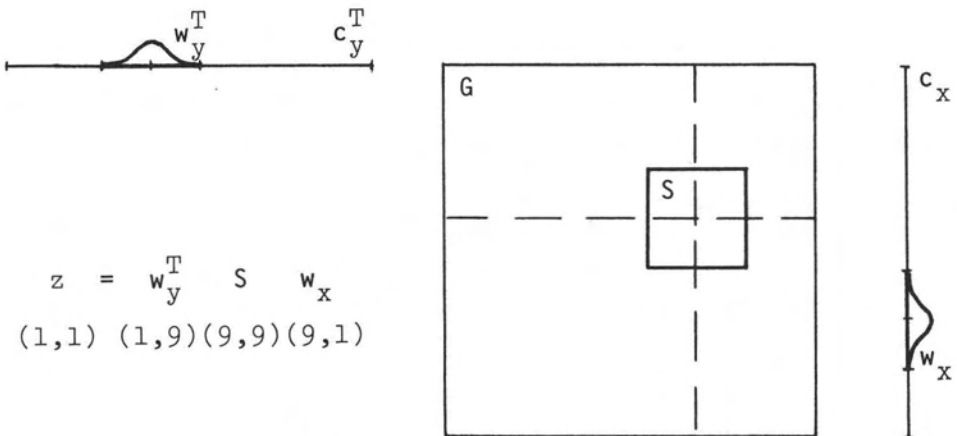 w_y^T c_y^T
G
c_x
S
z = w_y^T S w_x
(1,1) (1,9)(9,9)(9,1)
w_x